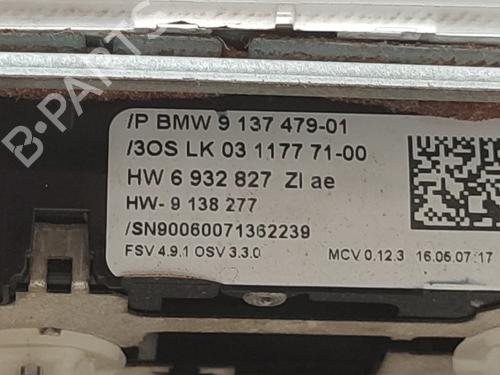 B-PARTS
/P BMW 9 137 479-01
/3OS LK 03 1177 71-00
HW 6 932 827 ZI ae
HW- 9 138 277
/SN90060071362239
FSV 4.9.1 OSV 3.3.0 MCV 0.12.3 16.05.07 17